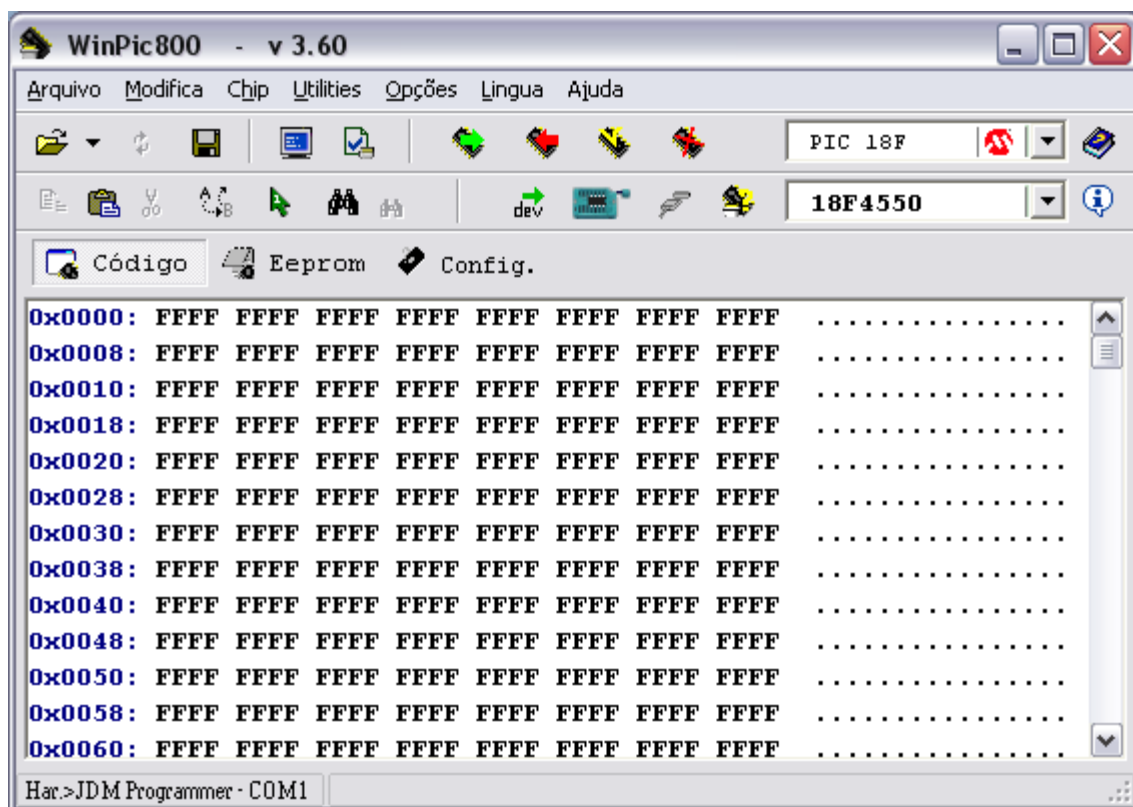 WinPic800 - v 3.60
Arquivo Modifica Chip Utilities Opções Lingua Ajuda
PIC 18F
dev 18F4550
Código Eeprom Config.
0x0000: FFFF FFFF FFFF FFFF FFFF FFFF FFFF FFFF ................
0x0008: FFFF FFFF FFFF FFFF FFFF FFFF FFFF FFFF ................
0x0010: FFFF FFFF FFFF FFFF FFFF FFFF FFFF FFFF ................
0x0018: FFFF FFFF FFFF FFFF FFFF FFFF FFFF FFFF ................
0x0020: FFFF FFFF FFFF FFFF FFFF FFFF FFFF FFFF ................
0x0028: FFFF FFFF FFFF FFFF FFFF FFFF FFFF FFFF ................
0x0030: FFFF FFFF FFFF FFFF FFFF FFFF FFFF FFFF ................
0x0038: FFFF FFFF FFFF FFFF FFFF FFFF FFFF FFFF ................
0x0040: FFFF FFFF FFFF FFFF FFFF FFFF FFFF FFFF ................
0x0048: FFFF FFFF FFFF FFFF FFFF FFFF FFFF FFFF ................
0x0050: FFFF FFFF FFFF FFFF FFFF FFFF FFFF FFFF ................
0x0058: FFFF FFFF FFFF FFFF FFFF FFFF FFFF FFFF ................
0x0060: FFFF FFFF FFFF FFFF FFFF FFFF FFFF FFFF ................
Har.>JDM Programmer - COM1